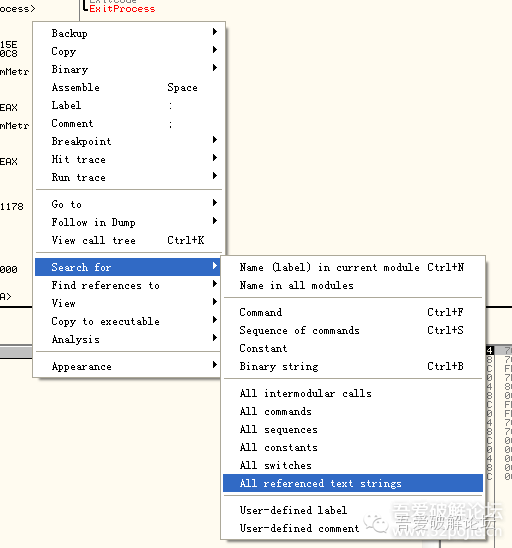 ocess>
ExitCode
ExitProcess
15E
0C8
mMetr
EAX
mMetr
EAX
1178
000
A>
Backup
Copy
Binary
Assemble Space
Label :
Comment ;
Breakpoint
Hit trace
Run trace
Go to
Follow in Dump
View call tree Ctrl+K
Search for
Find references to
View
Copy to executable
Analysis
Appearance
Name (label) in current module Ctrl+N
Name in all modules
Command Ctrl+F
Sequence of commands Ctrl+S
Constant
Binary string Ctrl+B
All intermodular calls
All commands
All sequences
All constants
All switches
All referenced text strings
User-defined label
User-defined comment
吾爱破解论坛